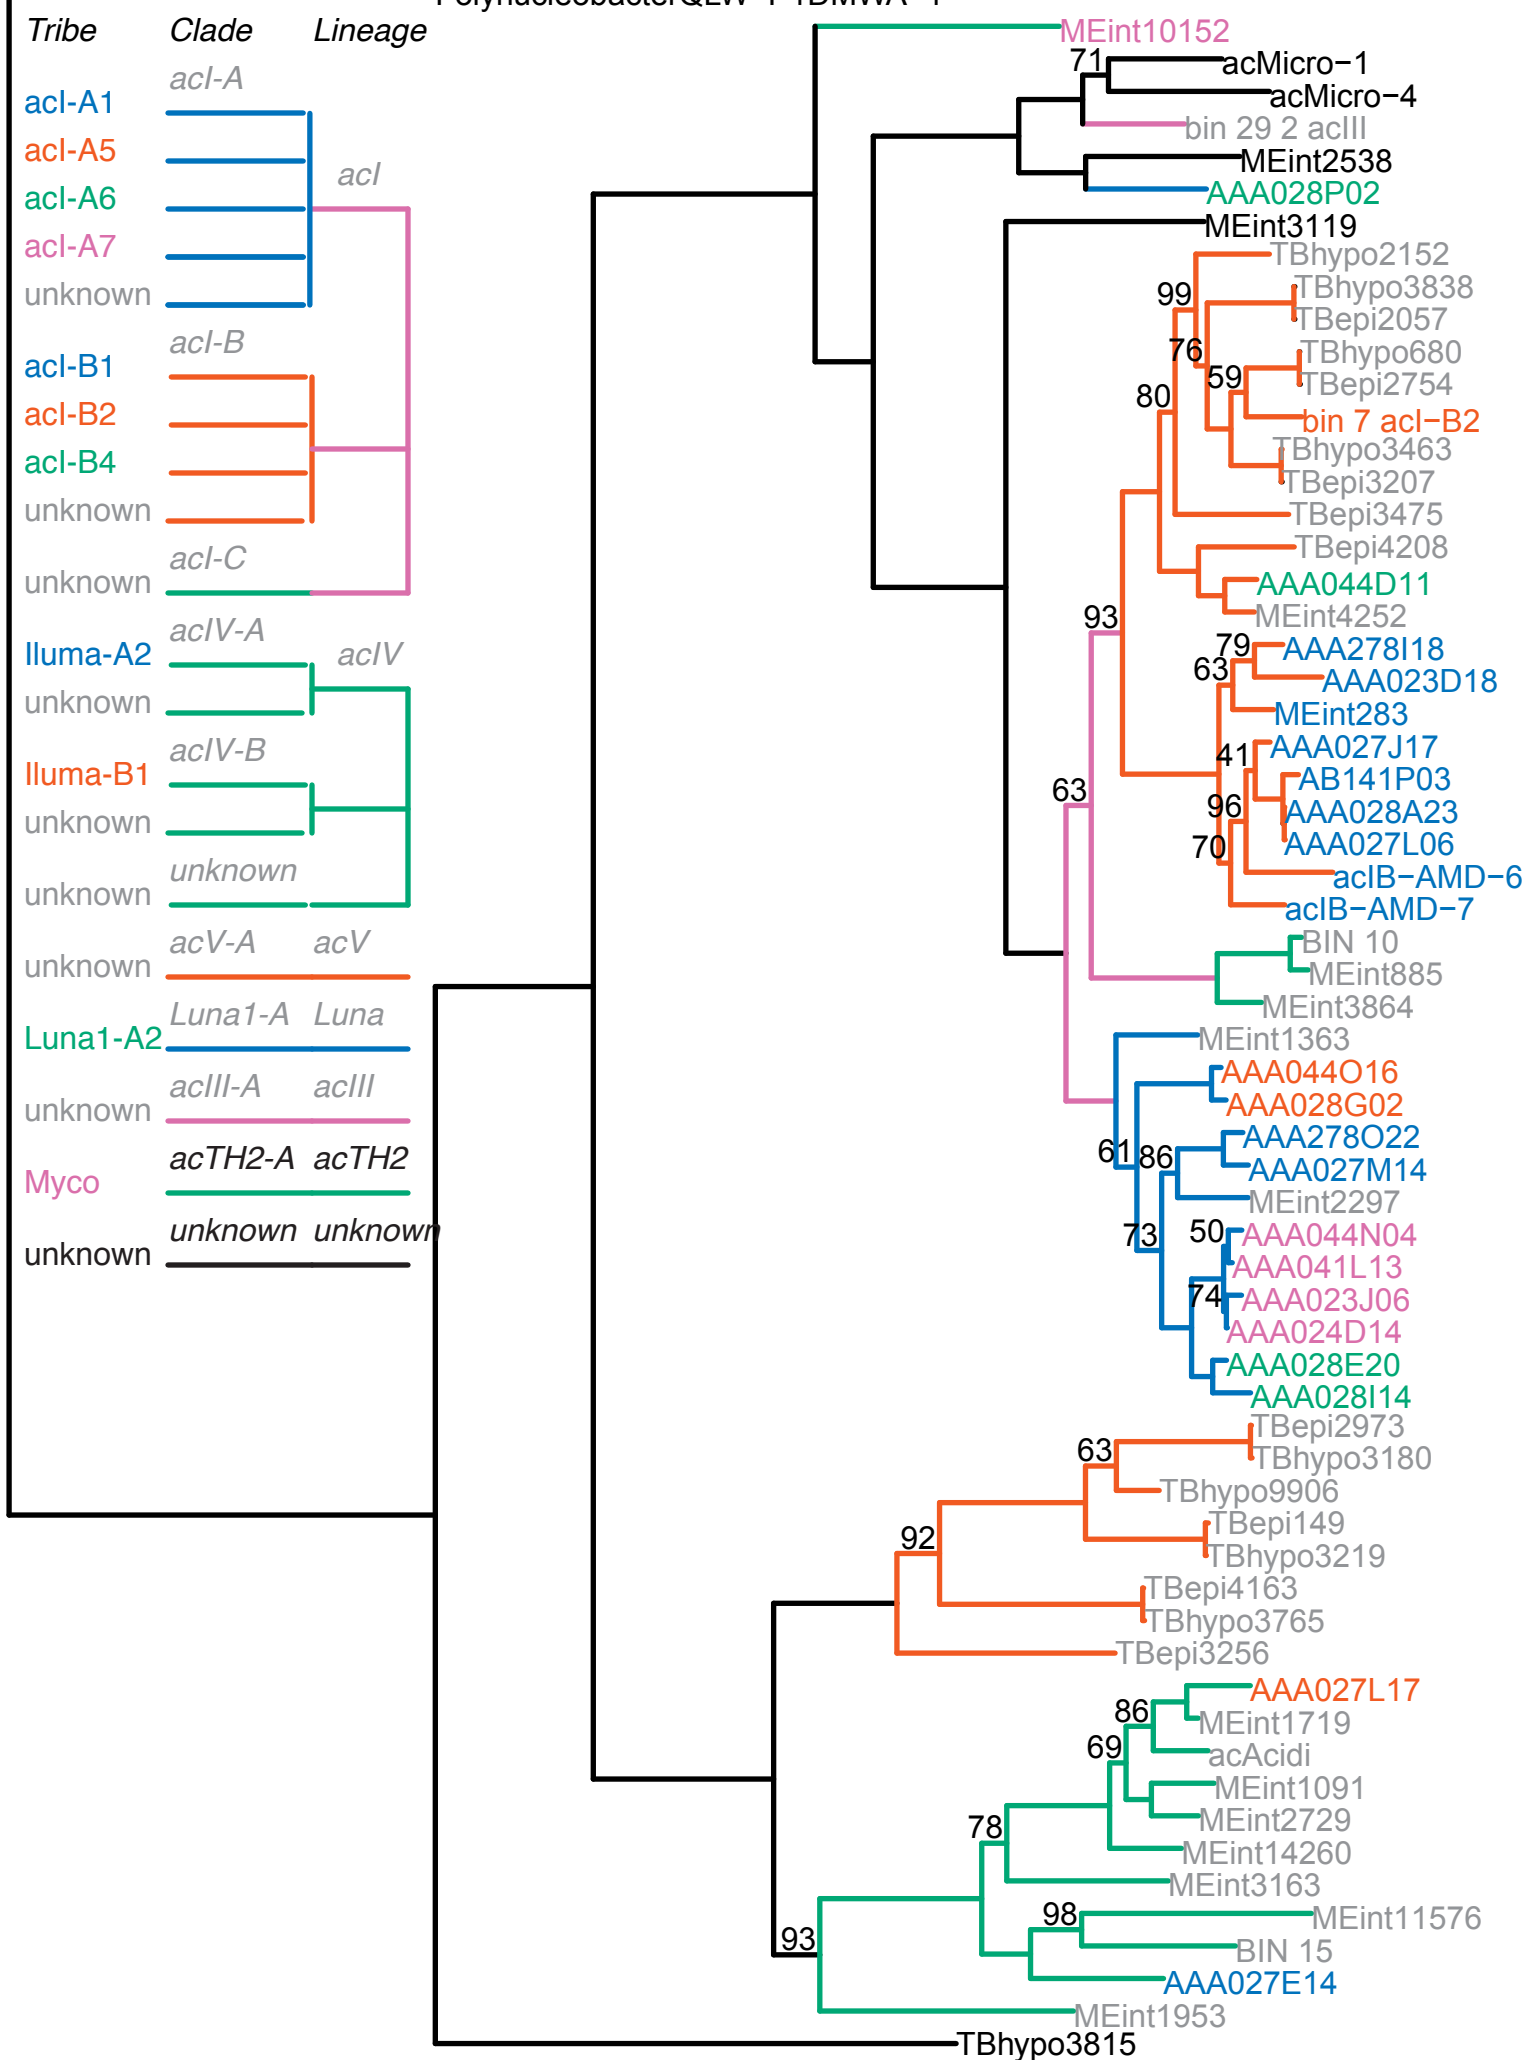 Tribe Clade Lineage
acI-A
acI-A1
acI-A5
acI
acI-A6
acI-A7
unknown
acI-B
acI-B1
acI-B2
acI-B4
unknown
acI-C
unknown
acIV-A
Iluma-A2
acIV
unknown
acIV-B
Iluma-B1
unknown
unknown
unknown
acV-A acV
unknown
Luna1-A Luna
Luna1-A2
acIII-A acIII
unknown
acTH2-A acTH2
Myco
unknown unknown
unknown
MEint10152
71
acMicro−1
acMicro−4
bin 29 2 acIII
MEint2538
AAA028P02
MEint3119
TBhypo2152
99
TBhypo3838
TBepi2057
76
TBhypo680
59
TBepi2754
80
bin 7 acI−B2
TBhypo3463
TBepi3207
TBepi3475
TBepi4208
AAA044D11
MEint4252
93
79
AAA278I18
63
AAA023D18
MEint283
41
AAA027J17
AB141P03
63
96
AAA028A23
70
AAA027L06
acIB−AMD−6
acIB−AMD−7
BIN 10
MEint885
MEint3864
MEint1363
AAA044O16
AAA028G02
AAA278O22
61
86
AAA027M14
MEint2297
73
50
AAA044N04
AAA041L13
74
AAA023J06
AAA024D14
AAA028E20
AAA028I14
TBepi2973
63
TBhypo3180
TBhypo9906
TBepi149
92
TBhypo3219
TBepi4163
TBhypo3765
TBepi3256
AAA027L17
86
MEint1719
69
acAcidi
MEint1091
MEint2729
78
MEint14260
MEint3163
98
MEint11576
93
BIN 15
AAA027E14
MEint1953
TBhypo3815